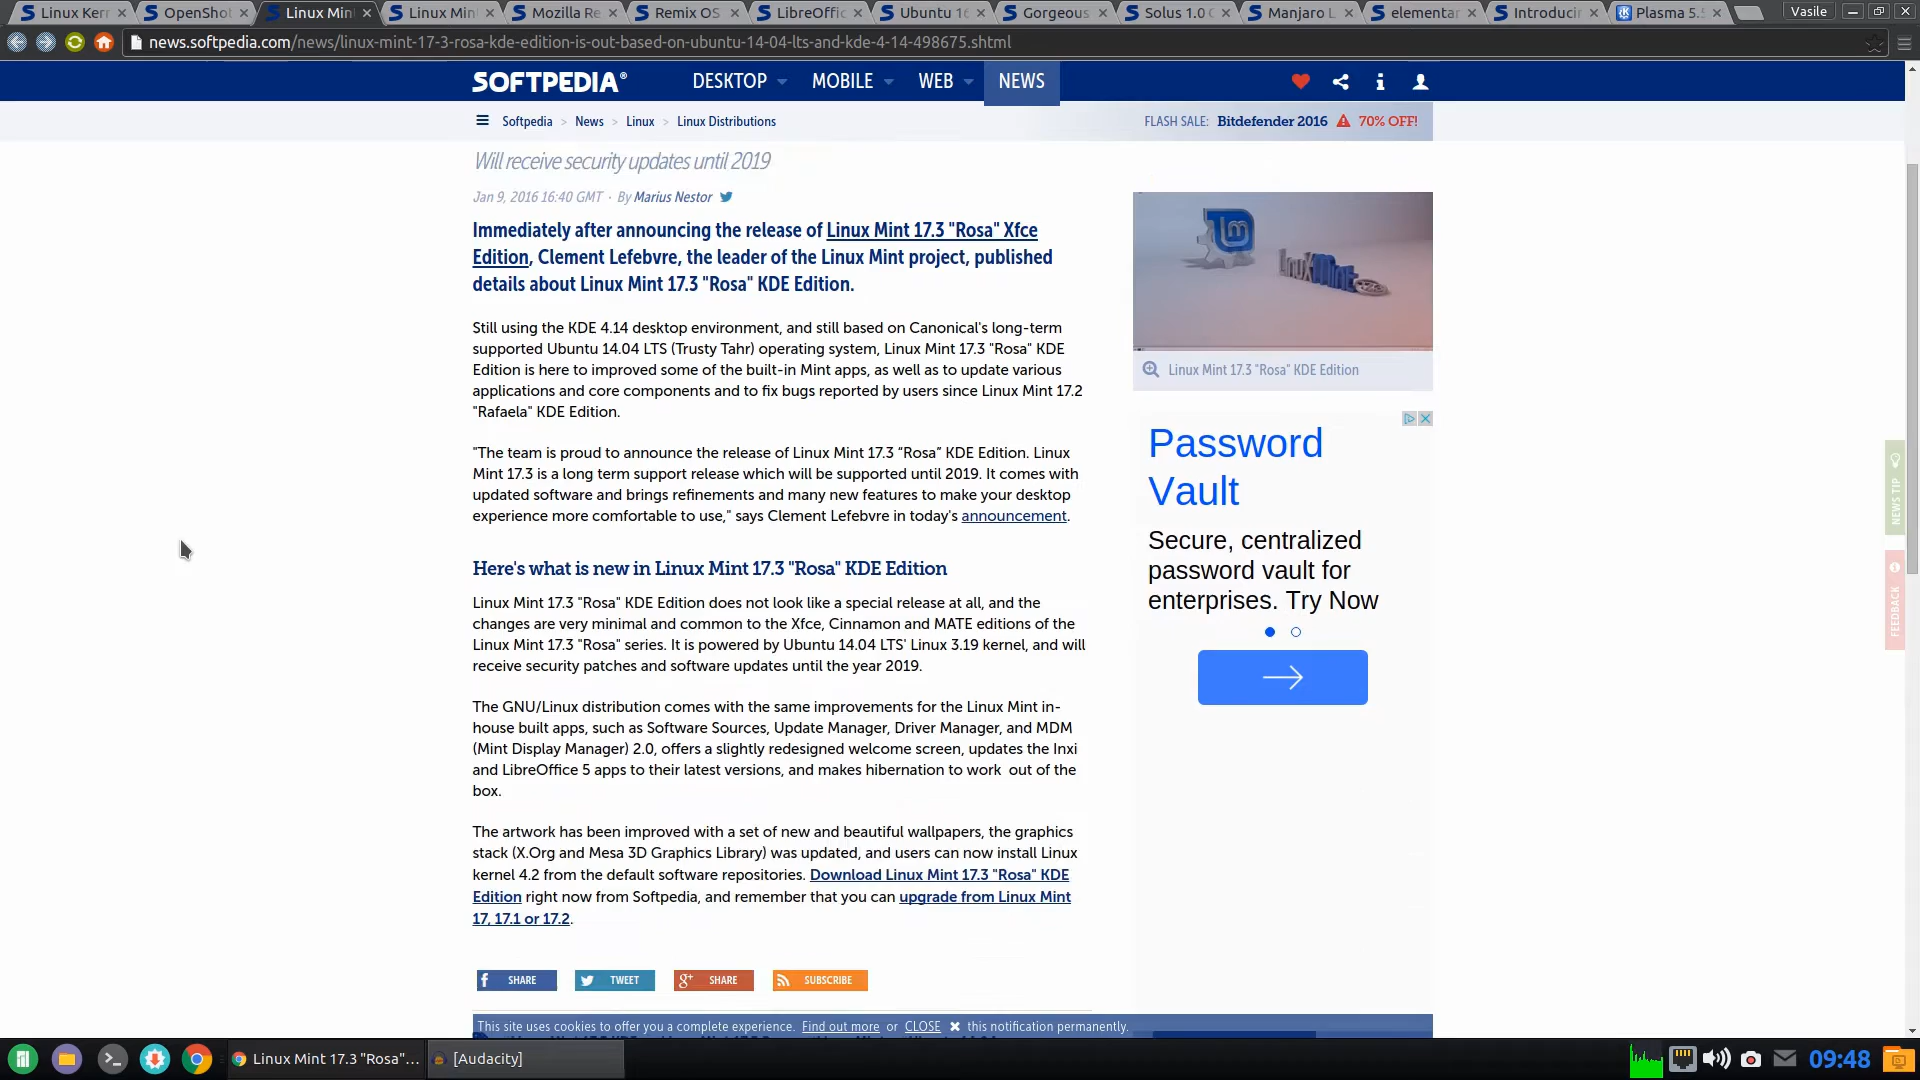 Linux Ker
OpenShot
Linux Min
Linux Min
Mozilla Re
Remix OS
LibreOffic
Ubuntu 16
Gorgeous
Solus 1.0
Manjaro L
elementar
Introducin
Plasma 5.
Vasile
news.softpedia.com/news/linux-mint-17-3-rosa-kde-edition-is-out-based-on-ubuntu-14-04-lts-and-kde-4-14-498675.shtml
SOFTPEDIA®
DESKTOP
MOBILE
WEB
NEWS
Softpedia > News > Linux > Linux Distributions
FLASH SALE: Bitdefender 2016 70% OFF!
Will receive security updates until 2019
Jan 9, 2016 16:40 GMT · By Marius Nestor
Immediately after announcing the release of Linux Mint 17.3 "Rosa" Xfce
Edition, Clement Lefebvre, the leader of the Linux Mint project, published
details about Linux Mint 17.3 "Rosa" KDE Edition.
Still using the KDE 4.14 desktop environment, and still based on Canonical's long-term
supported Ubuntu 14.04 LTS (Trusty Tahr) operating system, Linux Mint 17.3 "Rosa" KDE
Edition is here to improved some of the built-in Mint apps, as well as to update various
applications and core components and to fix bugs reported by users since Linux Mint 17.2
"Rafaela" KDE Edition.
"The team is proud to announce the release of Linux Mint 17.3 “Rosa” KDE Edition. Linux
Mint 17.3 is a long term support release which will be supported until 2019. It comes with
updated software and brings refinements and many new features to make your desktop
experience more comfortable to use," says Clement Lefebvre in today's announcement.
Here's what is new in Linux Mint 17.3 "Rosa" KDE Edition
Linux Mint 17.3 "Rosa" KDE Edition does not look like a special release at all, and the
changes are very minimal and common to the Xfce, Cinnamon and MATE editions of the
Linux Mint 17.3 "Rosa" series. It is powered by Ubuntu 14.04 LTS' Linux 3.19 kernel, and will
receive security patches and software updates until the year 2019.
The GNU/Linux distribution comes with the same improvements for the Linux Mint in-
house built apps, such as Software Sources, Update Manager, Driver Manager, and MDM
(Mint Display Manager) 2.0, offers a slightly redesigned welcome screen, updates the Inxi
and LibreOffice 5 apps to their latest versions, and makes hibernation to work out of the
box.
The artwork has been improved with a set of new and beautiful wallpapers, the graphics
stack (X.Org and Mesa 3D Graphics Library) was updated, and users can now install Linux
kernel 4.2 from the default software repositories. Download Linux Mint 17.3 "Rosa" KDE
Edition right now from Softpedia, and remember that you can upgrade from Linux Mint
17, 17.1 or 17.2.
SHARE
TWEET
SHARE
SUBSCRIBE
LinuxMint
Linux Mint 17.3 "Rosa" KDE Edition
Password
Vault
Secure, centralized
password vault for
enterprises. Try Now
NEWS TIP
FEEDBACK
This site uses cookies to offer you a complete experience. Find out more or CLOSE ✖ this notification permanently.
Linux Mint 17.3 "Rosa"...
[Audacity]
09:48